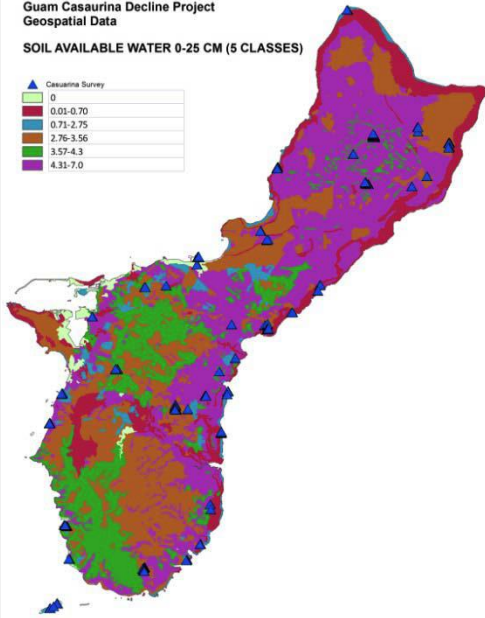 Guam Casaurina Decline Project
Geospatial Data
SOIL AVAILABLE WATER 0-25 CM (5 CLASSES)
Casuarina Survey
0
0.01-0.70
0.71-2.75
2.76-3.56
3.57-4.3
4.31-7.0